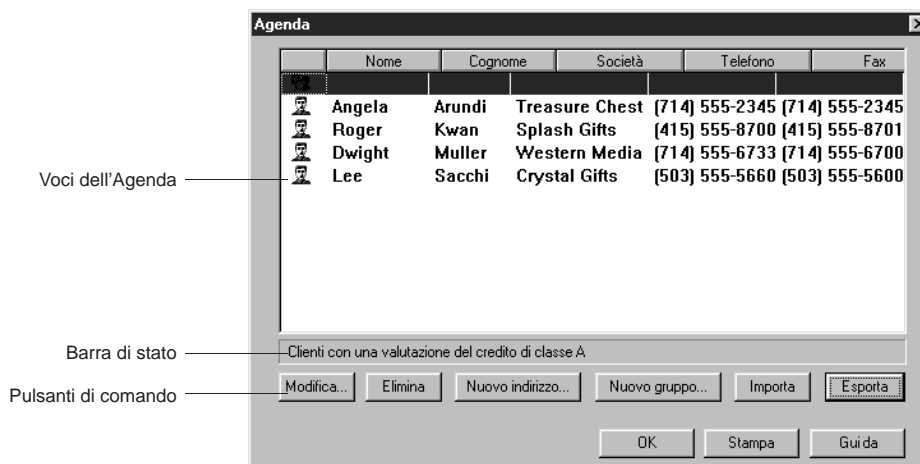 Agenda
Nome Cognome Società Telefono Fax
Angela Arundi Treasure Chest (714) 555-2345 (714) 555-2345
Roger Kwan Splash Gifts (415) 555-8700 (415) 555-8701
Dwight Muller Western Media (714) 555-6733 (714) 555-6700
Voci dell'Agenda Lee Sacchi Crystal Gifts (503) 555-5660 (503) 555-5600
Barra di stato Clienti con una valutazione del credito di classe A
Pulsanti di comando Modifica... Elimina Nuovo indirizzo... Nuovo gruppo... Importa Esporta
OK Stampa Guida